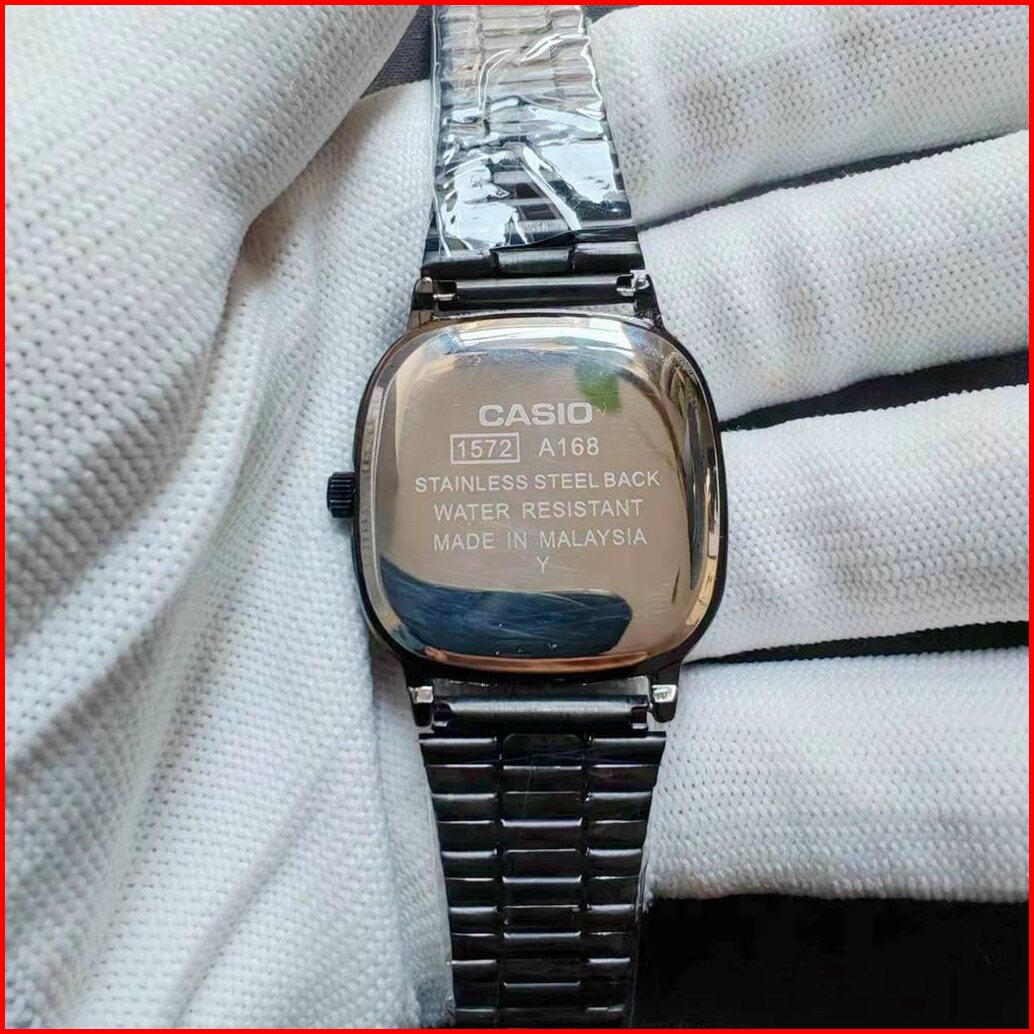 CASIO
1572 A168
STAINLESS STEEL BACK
WATER RESISTANT
MADE IN MALAYSIA
Y